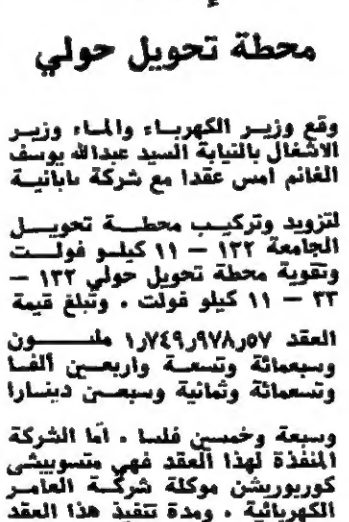 محطة تحويل حولي
وقع وزير الكهرباء والماء وزير
الاشغال بالنيابة السيد عبدالله يوسف
الغانم امس عقدا مع شركة يابانية
لتزويد وتركيب محطة تحويل
الجامعة ١٣٢ — ١١ كيلو فولت
وتقوية محطة تحويل حولي ١٣٢ —
٣٣ — ١١ كيلو فولت . وتبلغ قيمة
العقد ١٫٧٤٩٫٩٧٨٫٥٧ مليون
وسبعمائة وتسعة واربعين ألفا
وتسعمائة وثمانية وسبعين دينارا
وسبعة وخمسين فلسا . أما الشركة
المنفذة لهذا العقد فهي متسوبيشي
كوربوريشن موكلة شركة العامر
الكهربائية . ومدة تنفيذ هذا العقد